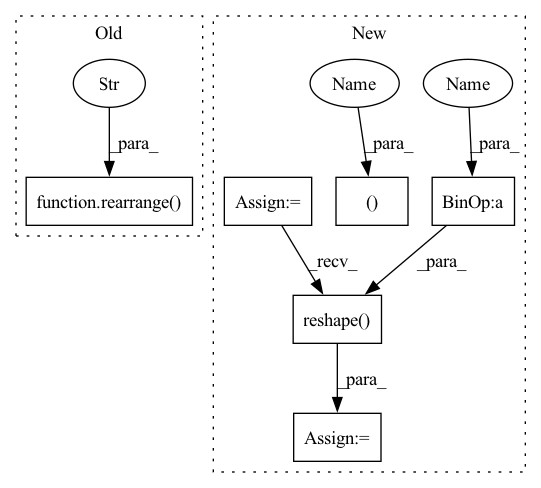 Old
New
Str
Name
Name
_para_
_para_
_para_
function.rearrange()
Assign:=
()
BinOp:a
_recv_
_para_
reshape()
_para_
Assign:=